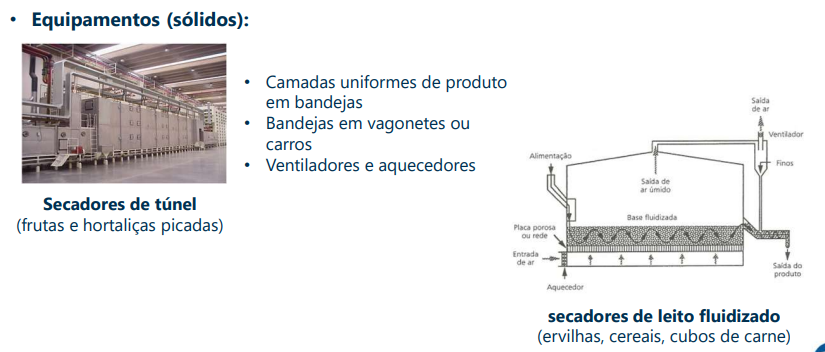 • Equipamentos (sólidos):
• Camadas uniformes de produto
em bandejas
• Bandejas em vagonetes ou
carros
• Ventiladores e aquecedores
Secadores de túnel
(frutas e hortaliças picadas)
Saída
de ar
Ventilador
Alimentação
Finos
Saída de
ar úmido
Base fluidizada
Placa porosa
ou rede
Entrada
de ar
Saída do
produto
Aquecedor
secadores de leito fluidizado
(ervilhas, cereais, cubos de carne)